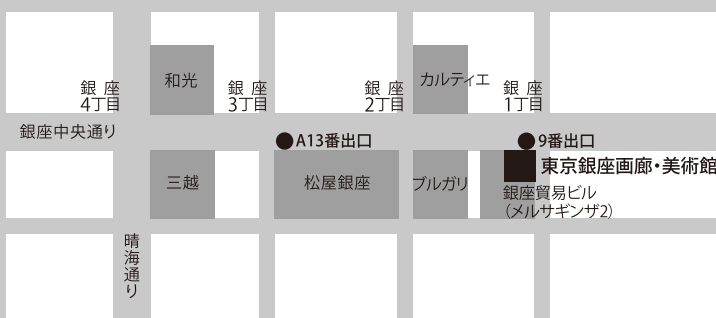 和光
カルティエ
銀座
4丁目
銀座
3丁目
銀座
2丁目
銀座
1丁目
銀座中央通り
A13番出口
9番出口
東京銀座画廊・美術館
三越
松屋銀座
ブルガリ
銀座貿易ビル
（メルサギンザ2）
晴海通り